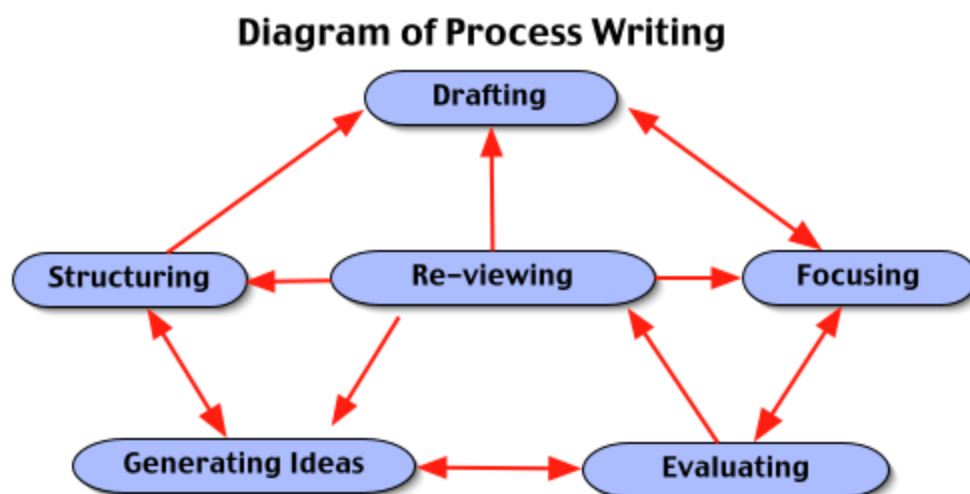 Diagram of Process Writing
Drafting
Structuring
Re-viewing
Focusing
Generating Ideas
Evaluating